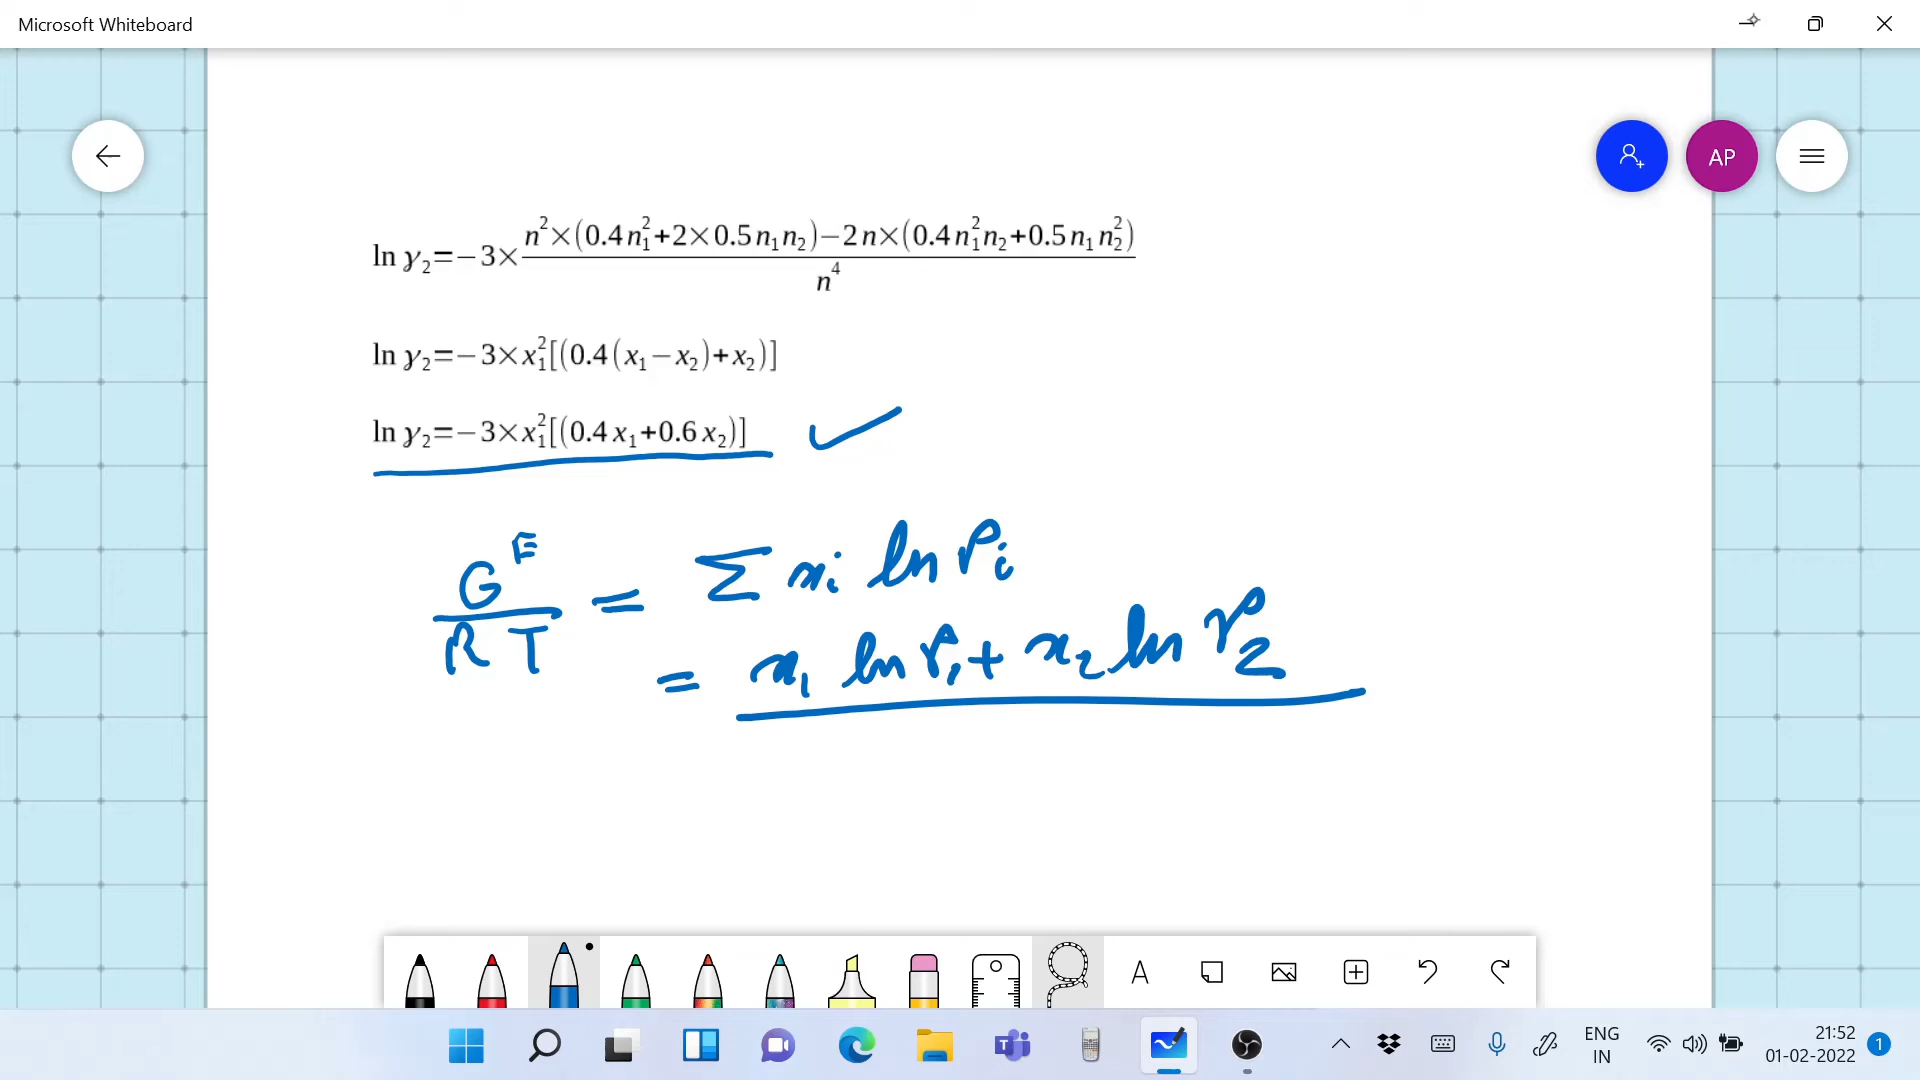 Microsoft Whiteboard
AP
ln γ₂=−3× n²×(0.4n₁²+2×0.5n₁n₂)−2n×(0.4n₁²n₂+0.5n₁n₂²) / n⁴
ln γ₂=−3×x₁²[(0.4(x₁−x₂)+x₂)]
ln γ₂=−3×x₁²[(0.4x₁+0.6x₂)]
G^E / RT = Σ xᵢ ln γᵢ
= x₁ ln γ₁ + x₂ ln γ₂
A
T
ENG
IN
21:52
01-02-2022
1